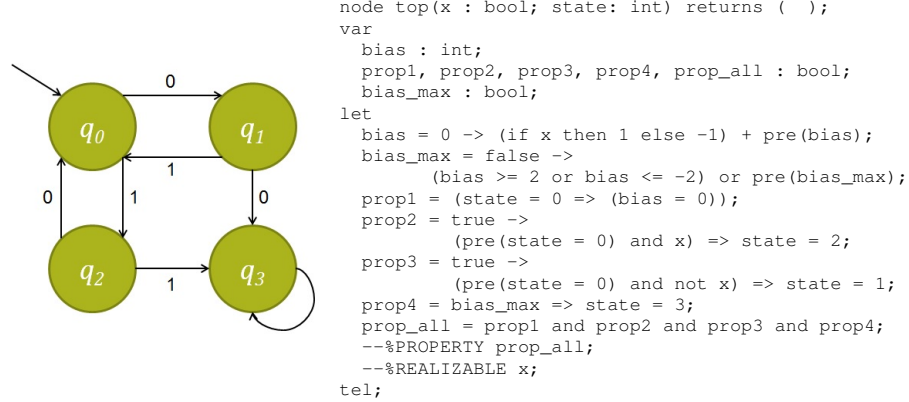 0
q0
q1
1
0
1
0
q2
q3
1
node top(x : bool; state: int) returns (  );
var
  bias : int;
  prop1, prop2, prop3, prop4, prop_all : bool;
  bias_max : bool;
let
  bias = 0 -> (if x then 1 else -1) + pre(bias);
  bias_max = false ->
        (bias >= 2 or bias <= -2) or pre(bias_max);
  prop1 = (state = 0 => (bias = 0));
  prop2 = true ->
          (pre(state = 0) and x) => state = 2;
  prop3 = true ->
          (pre(state = 0) and not x) => state = 1;
  prop4 = bias_max => state = 3;
  prop_all = prop1 and prop2 and prop3 and prop4;
  --%PROPERTY prop_all;
  --%REALIZABLE x;
tel;